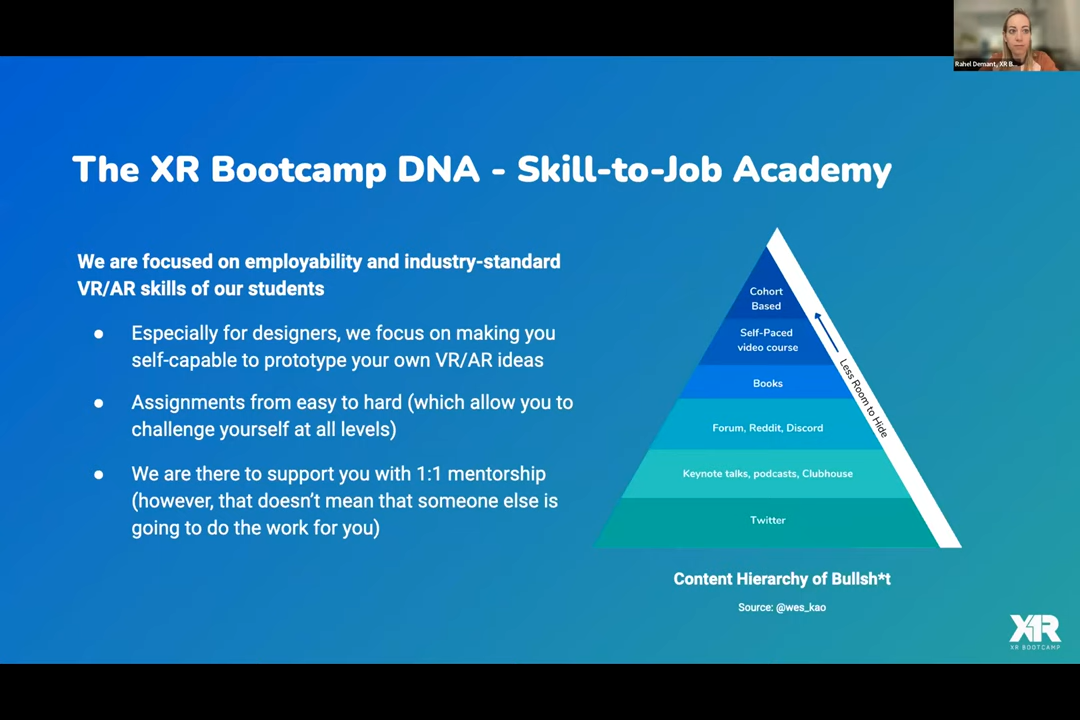 Rahel Demant, XR B...
The XR Bootcamp DNA - Skill-to-Job Academy
We are focused on employability and industry-standard
VR/AR skills of our students
● Especially for designers, we focus on making you
self-capable to prototype your own VR/AR ideas
● Assignments from easy to hard (which allow you to
challenge yourself at all levels)
● We are there to support you with 1:1 mentorship
(however, that doesn’t mean that someone else is
going to do the work for you)
Cohort
Based
Self-Paced
video course
Books
Forum, Reddit, Discord
Keynote talks, podcasts, Clubhouse
Twitter
Less Room to Hide
Content Hierarchy of Bullsh*t
Source: @wes_kao
XR
XR BOOTCAMP